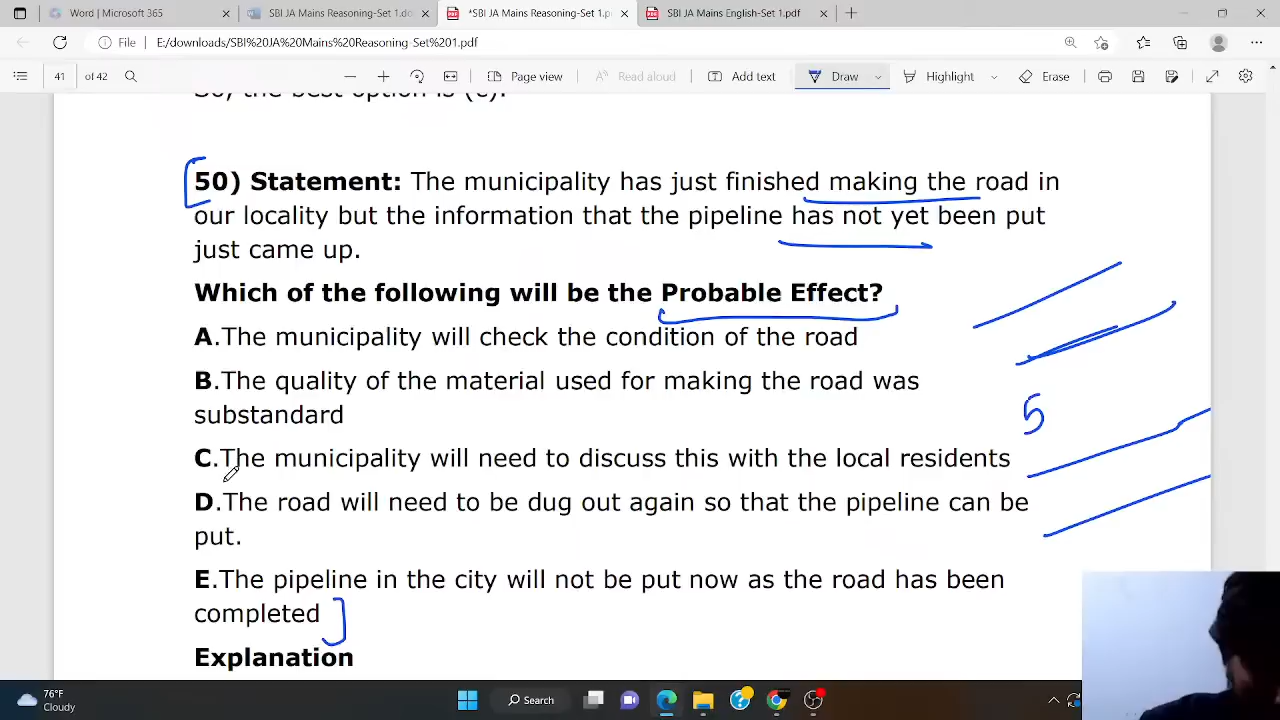 Word | Microsoft 365
SBI JA Mains Reasoning-Set 1.do
*SBI JA Mains Reasoning-Set 1.p
SBI JA Mains English-Set 1.pdf
File E:/downloads/SBI%20JA%20Mains%20Reasoning-Set%201.pdf
41 of 42 Page view Read aloud Add text Draw Highlight Erase
So, the best option is (c).
50) Statement: The municipality has just finished making the road in
our locality but the information that the pipeline has not yet been put
just came up.
Which of the following will be the Probable Effect?
A.The municipality will check the condition of the road
B.The quality of the material used for making the road was
substandard
5
C.The municipality will need to discuss this with the local residents
D.The road will need to be dug out again so that the pipeline can be
put.
E.The pipeline in the city will not be put now as the road has been
completed
Explanation
76°F
Cloudy
Search